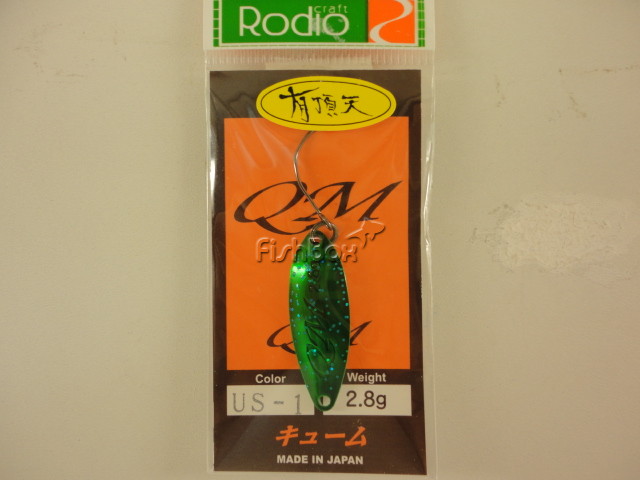 craft
Rodio
有頂天
QM
Fishbox
QM
Color Weight
US-1 2.8g
キューム
MADE IN JAPAN